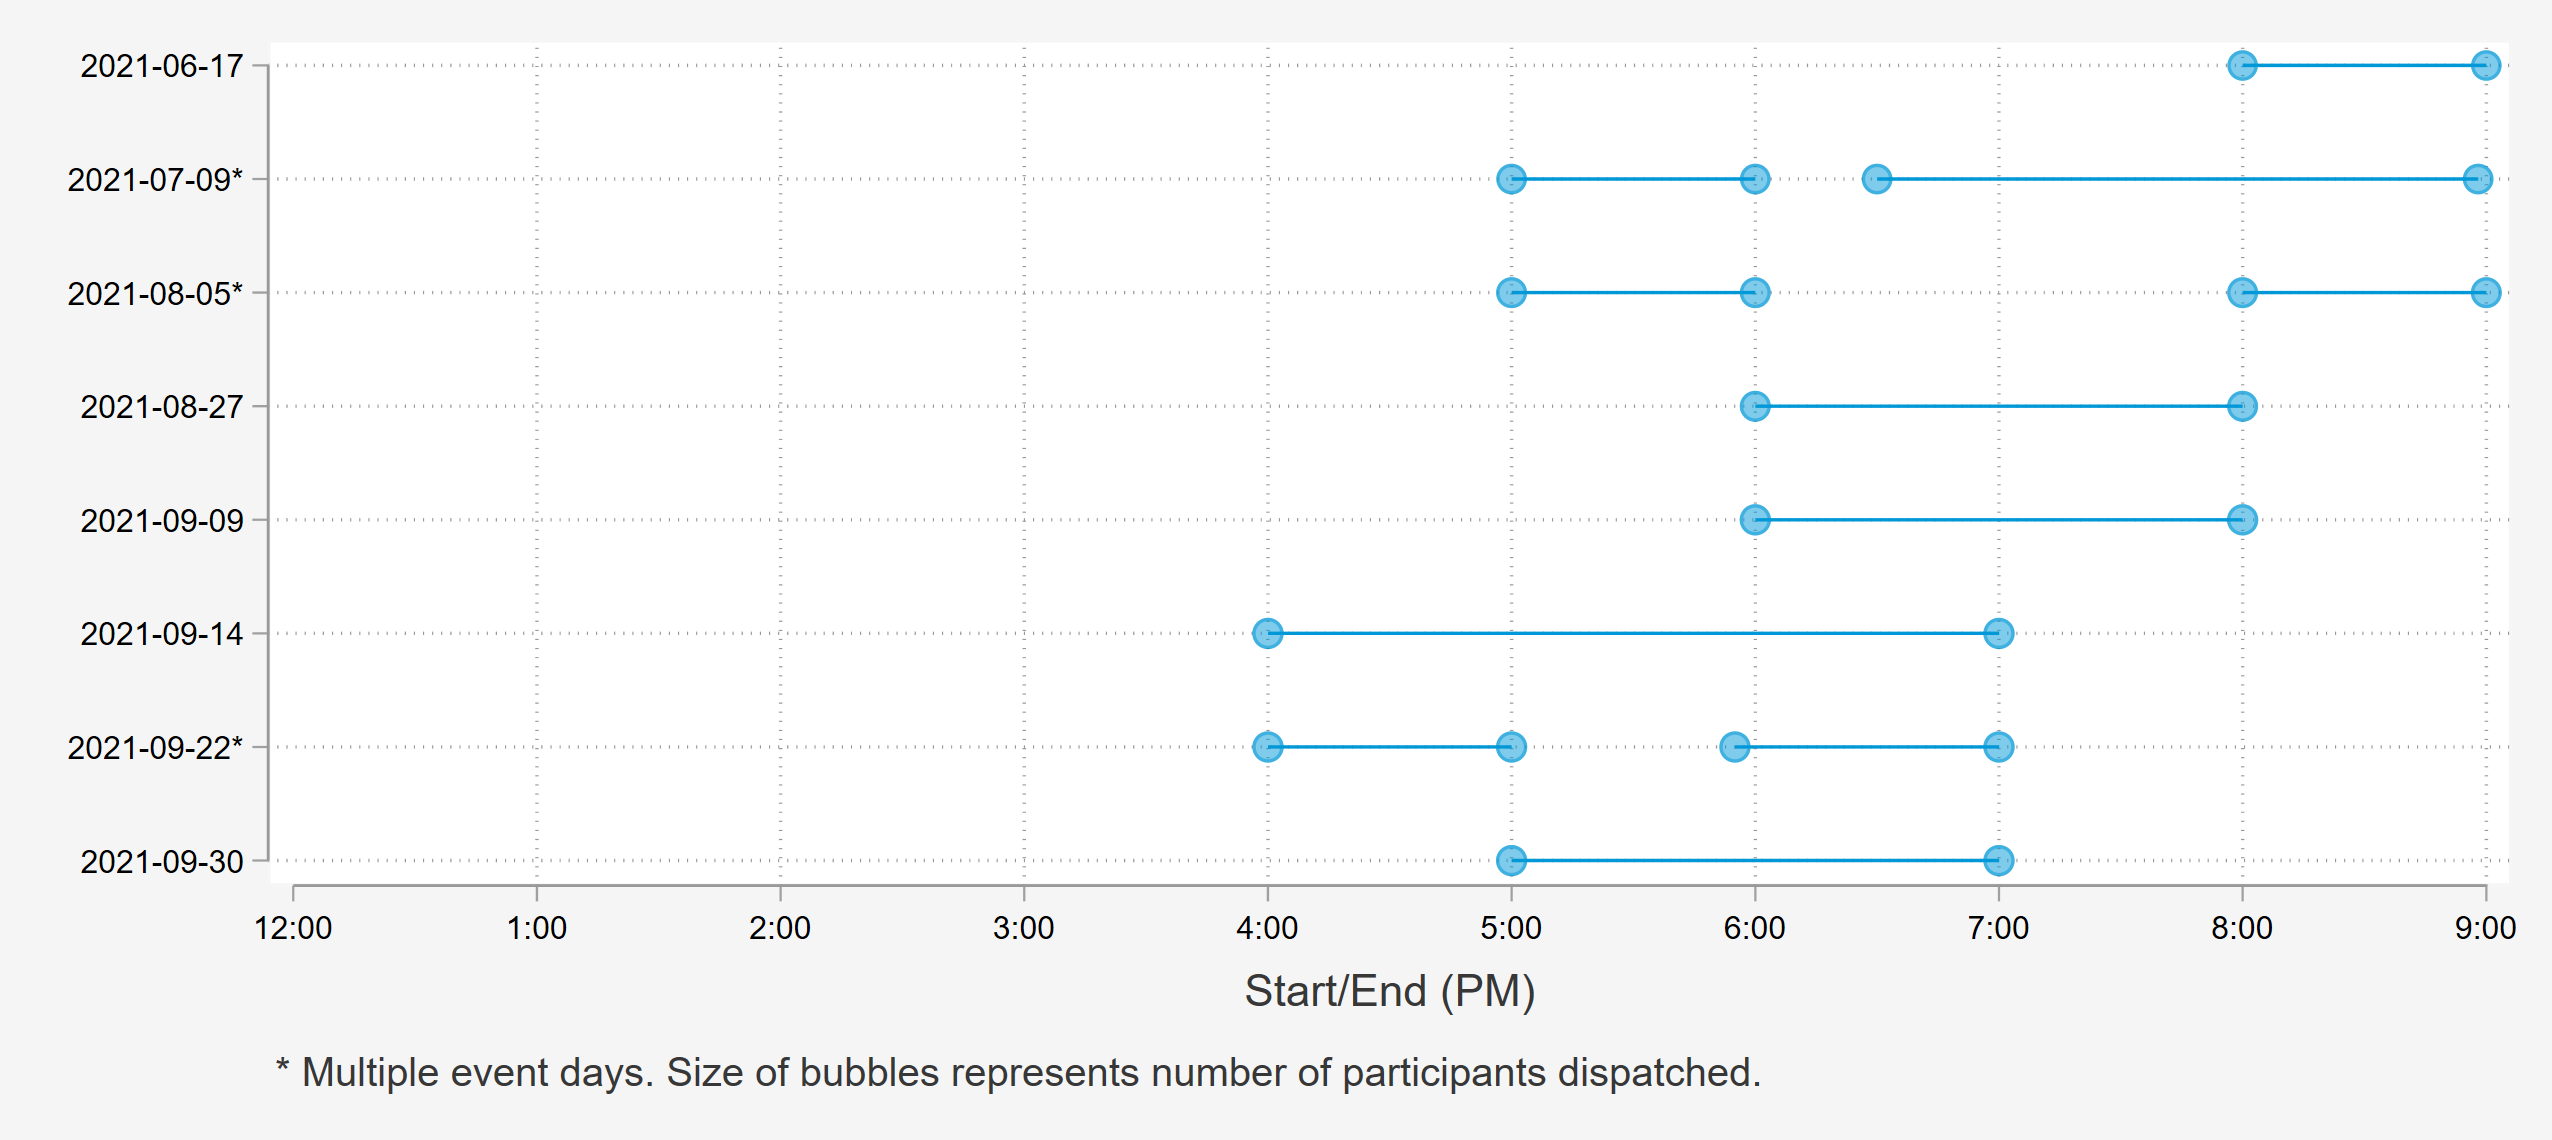 2021-06-17
2021-07-09*
2021-08-05*
2021-08-27
2021-09-09
2021-09-14
2021-09-22*
2021-09-30
12:00 1:00 2:00 3:00 4:00 5:00 6:00 7:00 8:00 9:00
Start/End (PM)
* Multiple event days. Size of bubbles represents number of participants dispatched.